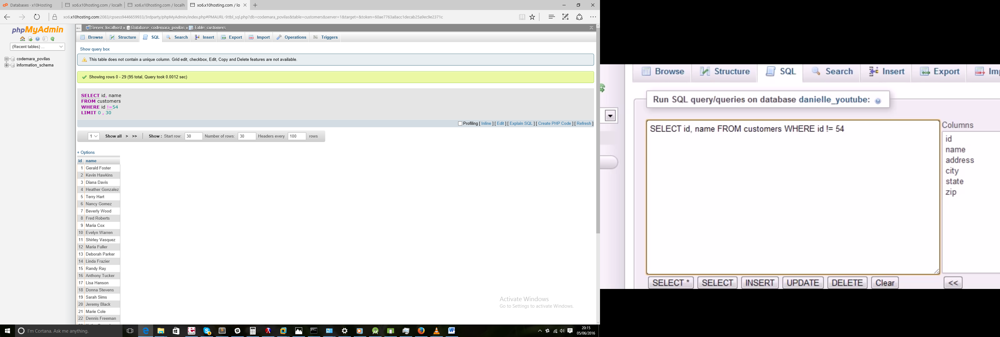 Databases - x10Hosting
xo6.x10hosting.com / localh
xo6.x10hosting.com / localh
xo6.x10hosting.com / lo
xo6.x10hosting.com:2083/cpsess9446659933/3rdparty/phpMyAdmin/index.php#PMAURL-9:tbl_sql.php?db=codemara_povilas&table=customers&server=1&target=&token=60ae7763a8acc1decab25a9ec9e2371c
phpMyAdmin
(Recent tables) ...
codemara_povilas
information_schema
Server: localhost » Database: codemara_povilas » Table: customers
Browse Structure SQL Search Insert Export Import Operations Triggers
Show query box
This table does not contain a unique column. Grid edit, checkbox, Edit, Copy and Delete features are not available.
Showing rows 0 - 29 (95 total, Query took 0.0012 sec)
SELECT id, name
FROM customers
WHERE id !=54
LIMIT 0 , 30
Profiling [ Inline ] [ Edit ] [ Explain SQL ] [ Create PHP Code ] [ Refresh ]
1 Show all > >> Show : Start row: 30 Number of rows: 30 Headers every 100 rows
+ Options
id name
1 Gerald Foster
2 Kevin Hawkins
3 Diana Davis
4 Heather Gonzalez
5 Terry Hart
6 Nancy Gomez
7 Beverly Wood
8 Fred Roberts
9 Maria Cox
10 Evelyn Warren
11 Shirley Vasquez
12 Maria Fuller
13 Deborah Parker
14 Linda Frazier
15 Randy Ray
16 Anthony Tucker
17 Lisa Hanson
18 Donna Stevens
19 Sarah Sims
20 Jeremy Black
21 Marie Cole
22 Dennis Freeman
Activate Windows
Go to Settings to activate Windows.
I'm Cortana. Ask me anything.
20:15
05/06/2016
Browse Structure SQL Search Insert Export Im
Run SQL query/queries on database danielle_youtube:
SELECT id, name FROM customers WHERE id != 54
Columns
id
name
address
city
state
zip
SELECT * SELECT INSERT UPDATE DELETE Clear <<